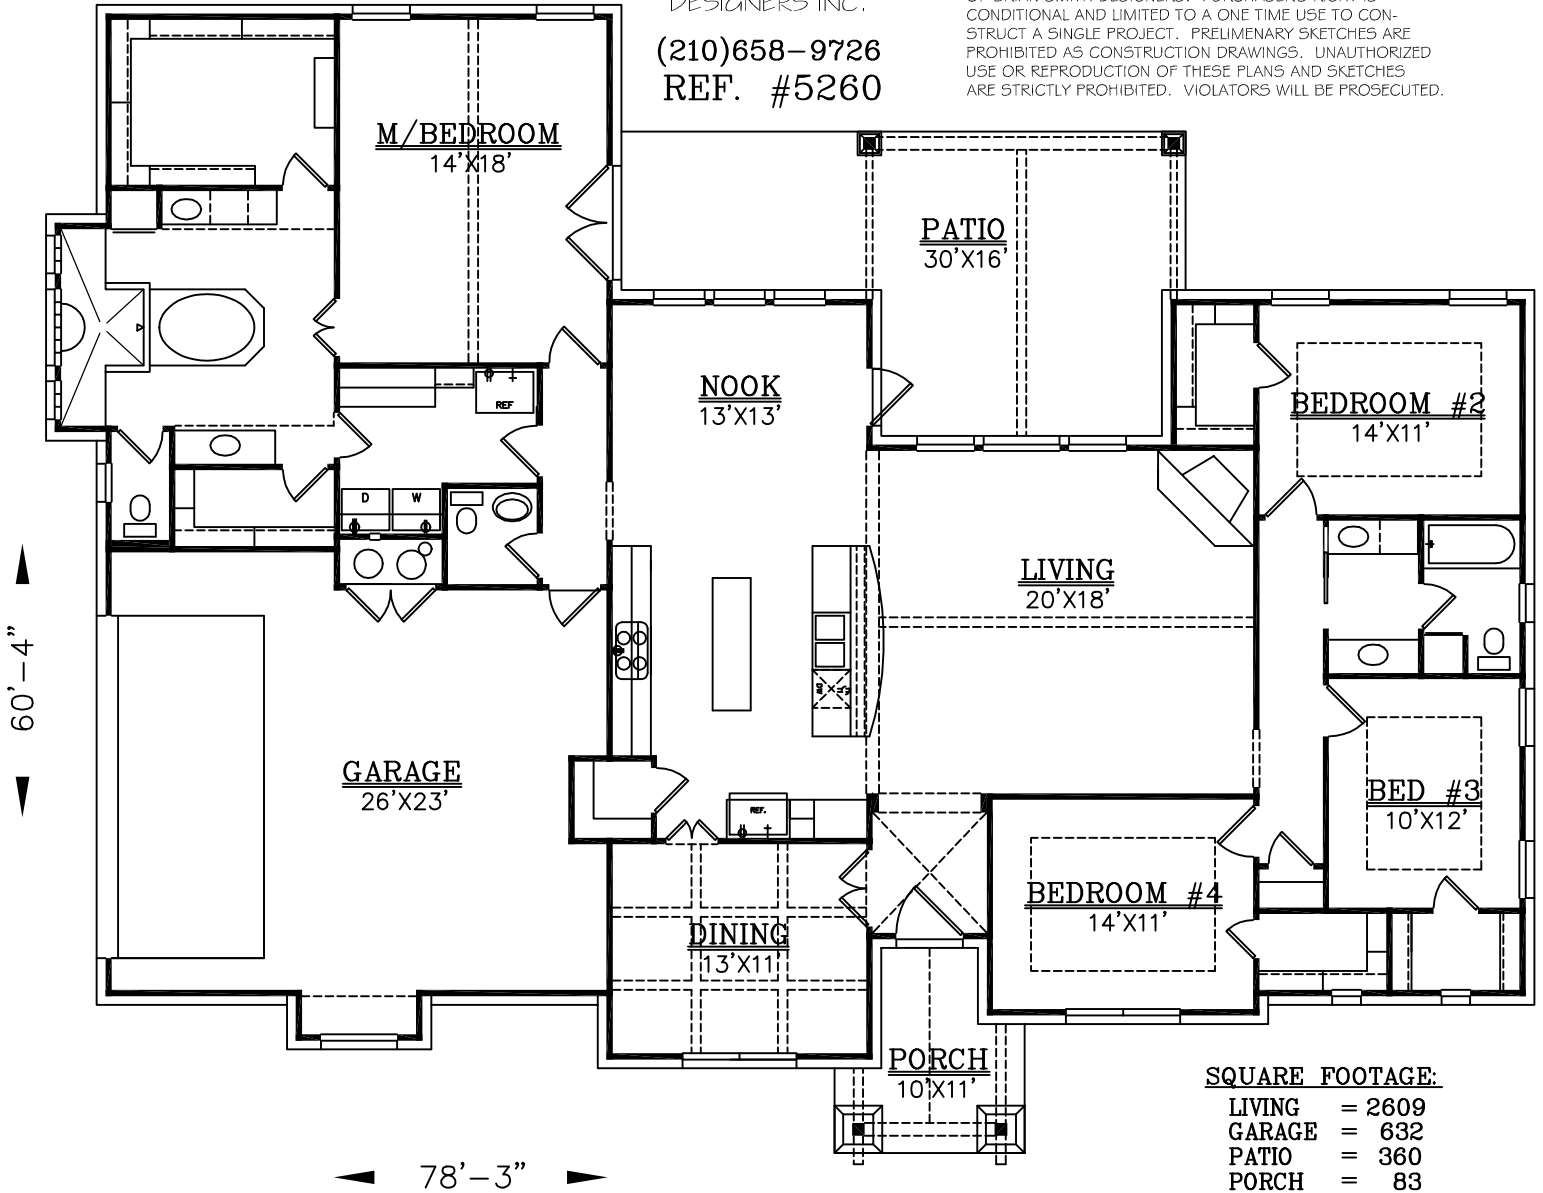 DESIGNERS INC.
(210)658-9726
REF. #5260
CONDITIONAL AND LIMITED TO A ONE TIME USE TO CON-
STRUCT A SINGLE PROJECT. PRELIMENARY SKETCHES ARE
PROHIBITED AS CONSTRUCTION DRAWINGS. UNAUTHORIZED
USE OR REPRODUCTION OF THESE PLANS AND SKETCHES
ARE STRICTLY PROHIBITED. VIOLATORS WILL BE PROSECUTED.
M/BEDROOM
14'X18'
PATIO
30'X16'
NOOK
13'X13'
REF
BEDROOM #2
14'X11'
D
W
LIVING
20'X18'
60'-4"
DW
GARAGE
26'X23'
REF.
BED #3
10'X12'
BEDROOM #4
14'X11'
DINING
13'X11'
PORCH
10'X11'
SQUARE FOOTAGE:
LIVING = 2609
GARAGE = 632
PATIO = 360
PORCH = 83
78'-3"